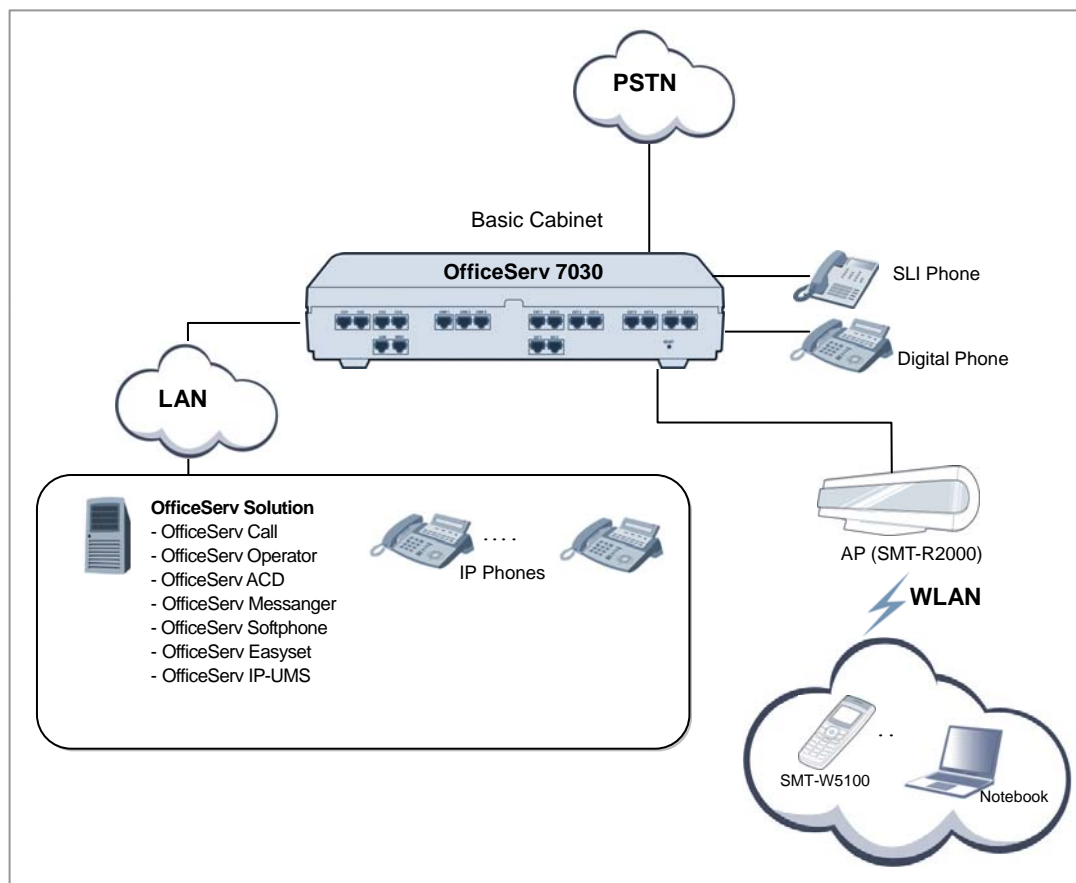 PSTN
Basic Cabinet
OfficeServ 7030
SLI Phone
Digital Phone
LAN
OfficeServ Solution
- OfficeServ Call
- OfficeServ Operator
- OfficeServ ACD
- OfficeServ Messanger
- OfficeServ Softphone
- OfficeServ Easyset
- OfficeServ IP-UMS
. . . .
IP Phones
AP (SMT-R2000)
WLAN
. .
SMT-W5100
Notebook